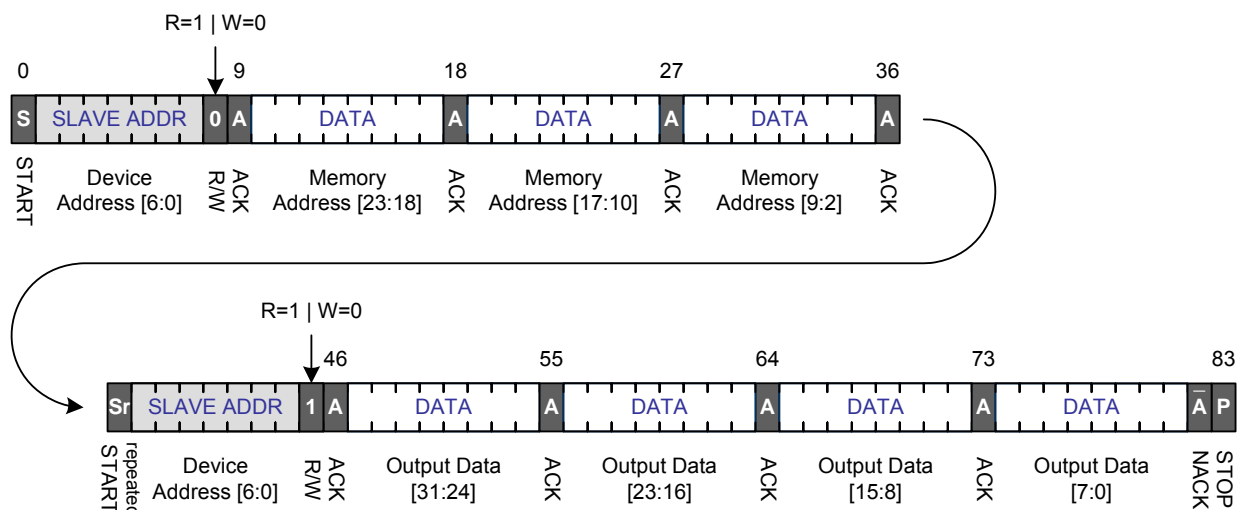 R=1 | W=0
0 9 18 27 36
S SLAVE ADDR 0 A DATA A DATA A DATA A
START Device Address [6:0] R/W ACK Memory Address [23:18] ACK Memory Address [17:10] ACK Memory Address [9:2] ACK
R=1 | W=0
46 55 64 73 83
Sr SLAVE ADDR 1 A DATA A DATA A DATA A DATA A̅ P
repeated START Device Address [6:0] R/W ACK Output Data [31:24] ACK Output Data [23:16] ACK Output Data [15:8] ACK Output Data [7:0] NACK STOP